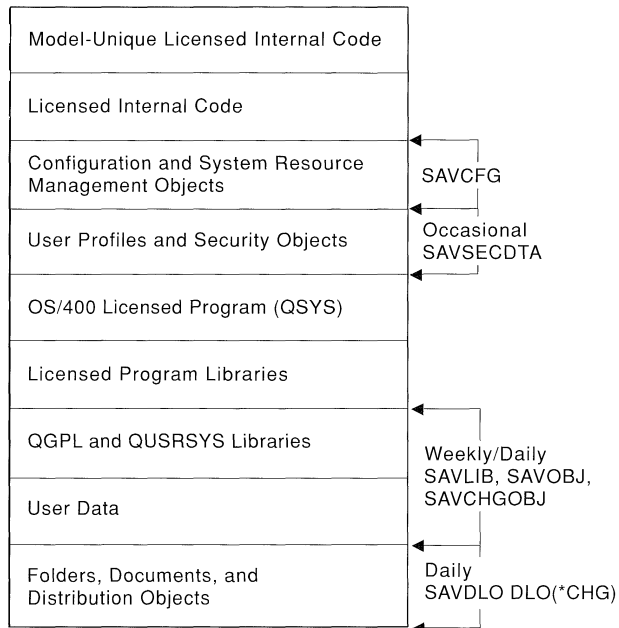 Model-Unique Licensed Internal Code
Licensed Internal Code
Configuration and System Resource
Management Objects
SAVCFG
User Profiles and Security Objects
Occasional
SAVSECDTA
OS/400 Licensed Program (QSYS)
Licensed Program Libraries
QGPL and QUSRSYS Libraries
User Data
Weekly/Daily
SAVLIB, SAVOBJ,
SAVCHGOBJ
Folders, Documents, and
Distribution Objects
Daily
SAVDLO DLO(*CHG)